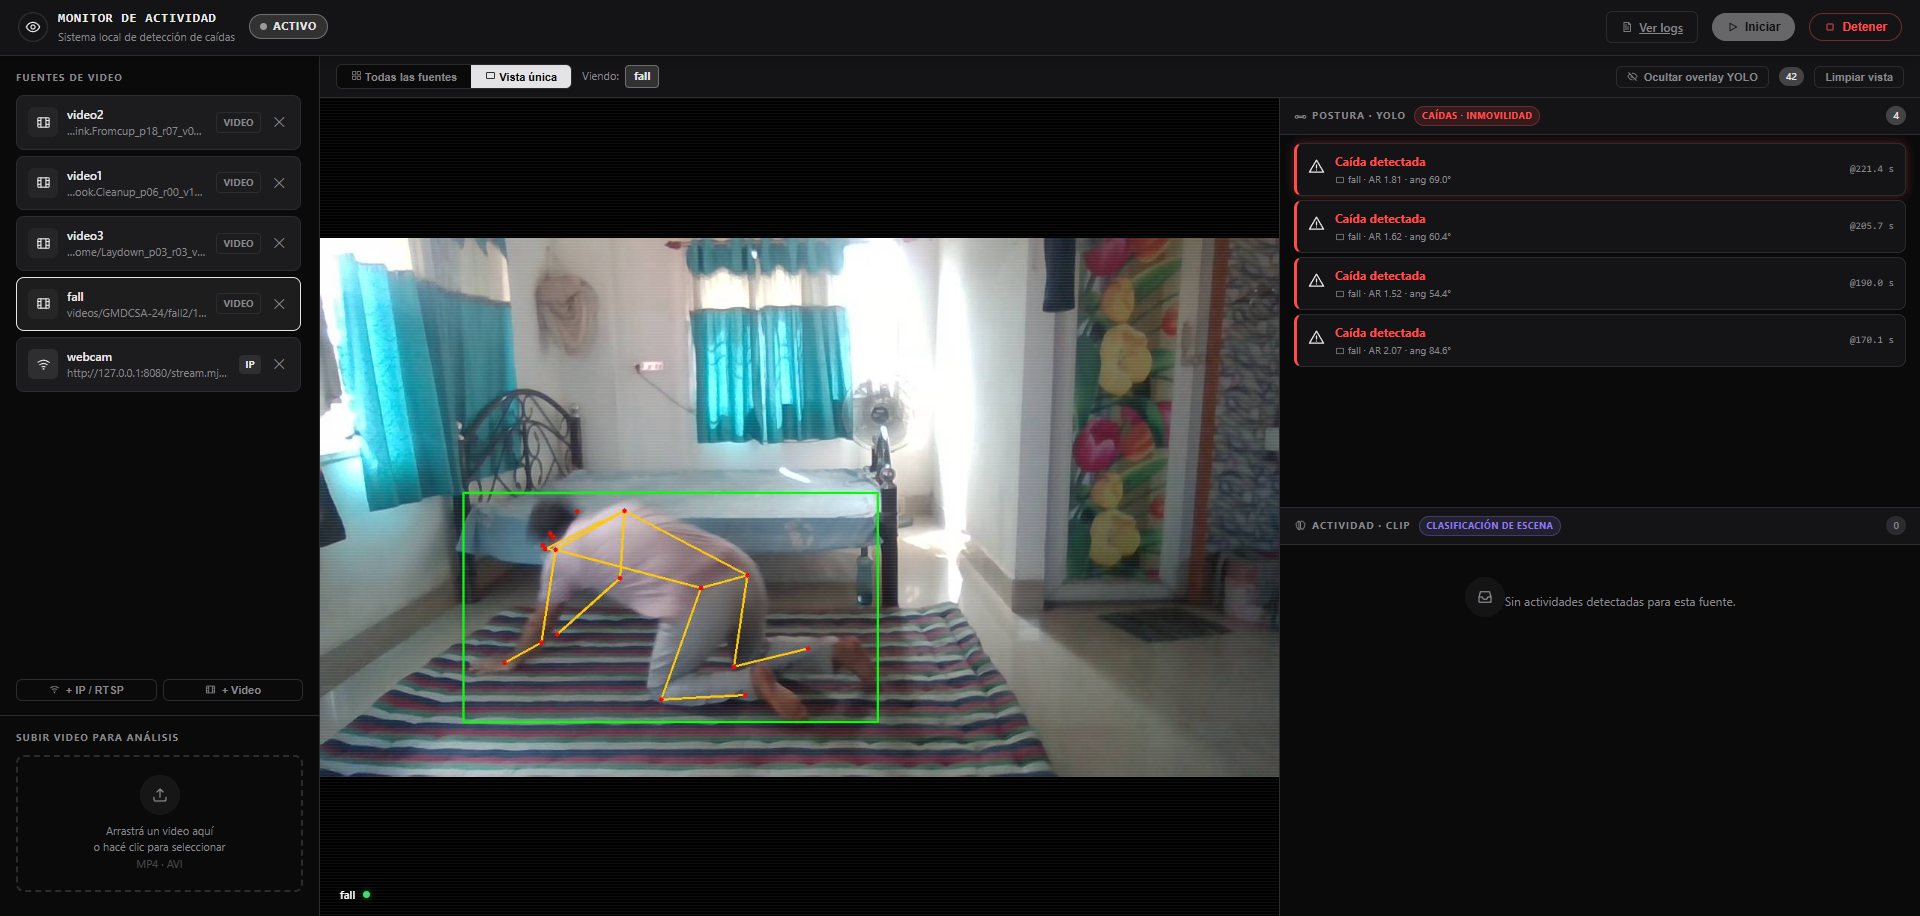 MONITOR DE ACTIVIDAD
Sistema local de detección de caídas
ACTIVO
Ver logs
Iniciar
Detener
FUENTES DE VIDEO
video2
...ink.Fromcup_p18_r07_v0...
VIDEO
video1
...ook.Cleanup_p06_r00_v1...
VIDEO
video3
...ome/Laydown_p03_r03_v...
VIDEO
fall
videos/GMDCSA-24/fall2/1...
VIDEO
webcam
http://127.0.0.1:8080/stream.mj...
IP
+ IP / RTSP
+ Video
SUBIR VIDEO PARA ANÁLISIS
Arrastrá un video aquí
o hacé clic para seleccionar
MP4 · AVI
Todas las fuentes
Vista única
Viendo: fall
Ocultar overlay YOLO
42
Limpiar vista
fall
POSTURA · YOLO
CAÍDAS · INMOVILIDAD
4
Caída detectada
fall · AR 1.81 · ang 69.0°
@221.4 s
Caída detectada
fall · AR 1.62 · ang 60.4°
@205.7 s
Caída detectada
fall · AR 1.52 · ang 54.4°
@190.0 s
Caída detectada
fall · AR 2.07 · ang 84.6°
@170.1 s
ACTIVIDAD · CLIP
CLASIFICACIÓN DE ESCENA
0
Sin actividades detectadas para esta fuente.